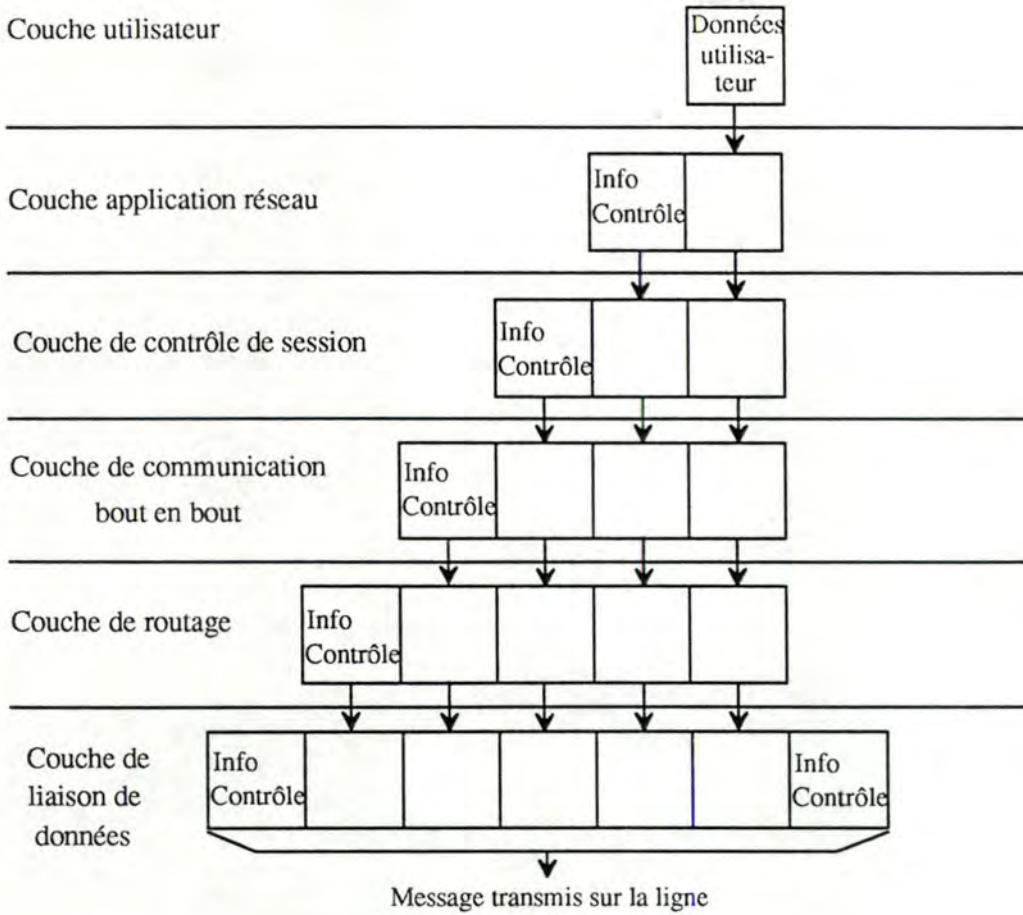 Couche utilisateur
Données
utilisa-
teur
Couche application réseau
Info
Contrôle
Couche de contrôle de session
Info
Contrôle
Couche de communication
bout en bout
Info
Contrôle
Couche de routage
Info
Contrôle
Couche de
liaison de
données
Info
Contrôle
Info
Contrôle
Message transmis sur la ligne